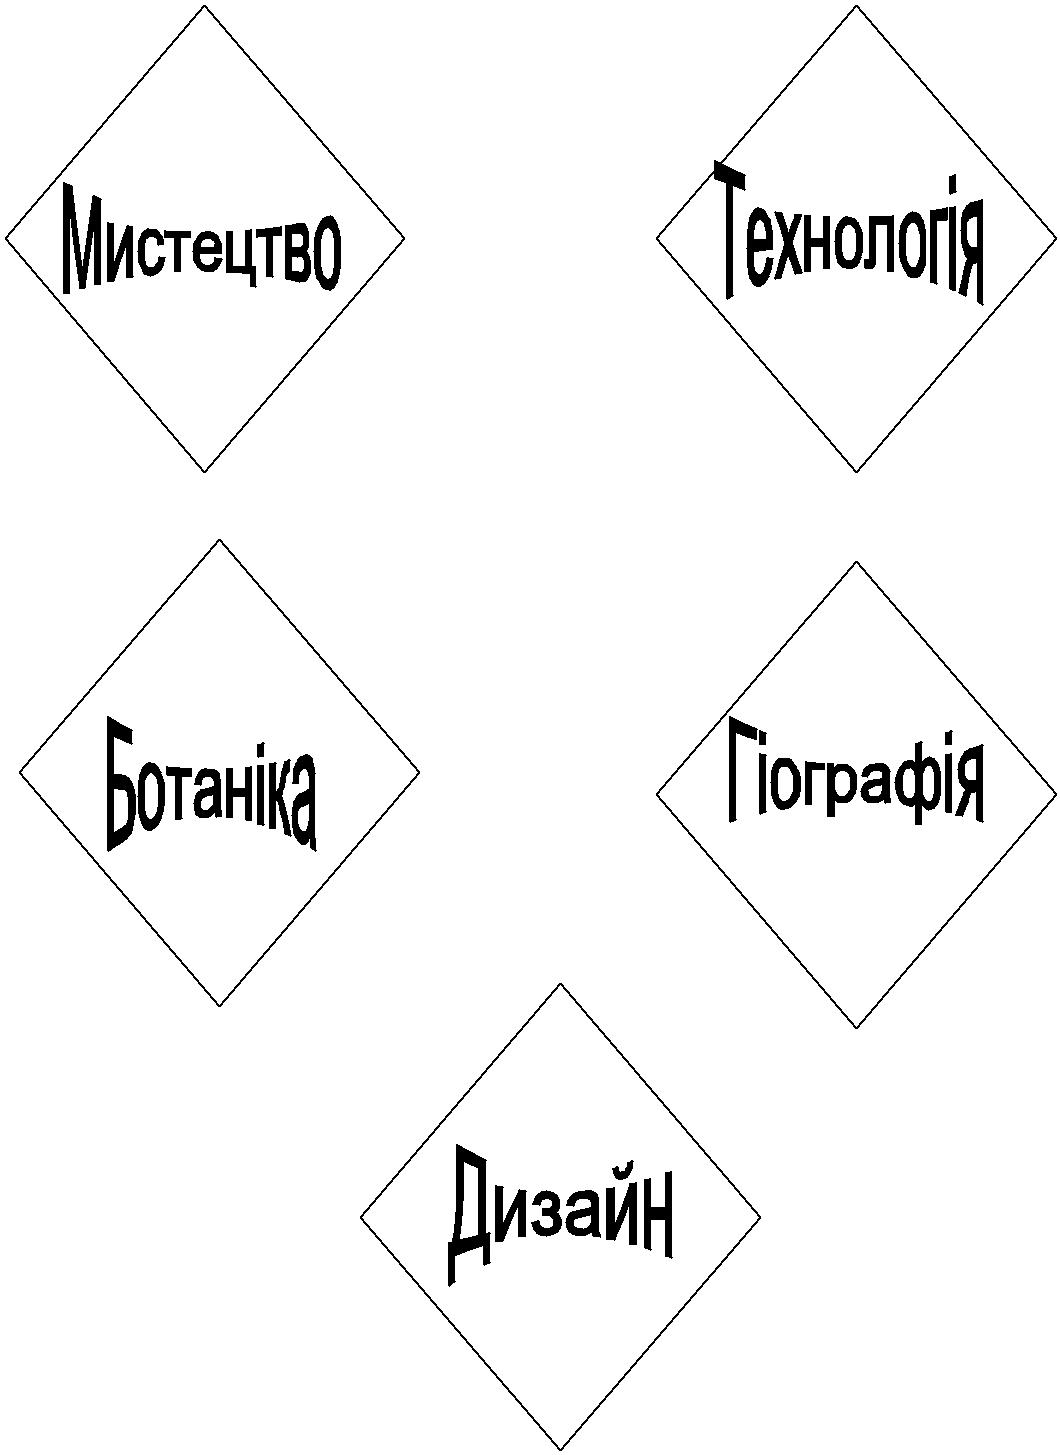 Мистецтво
Технологія
Ботаніка
Гіографія
Дизайн